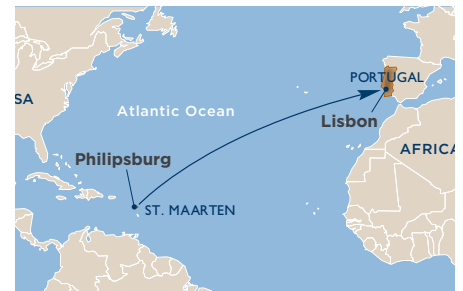 PORTUGAL
SA
Atlantic Ocean
Lisbon
AFRICA
Philipsburg
ST. MAARTEN